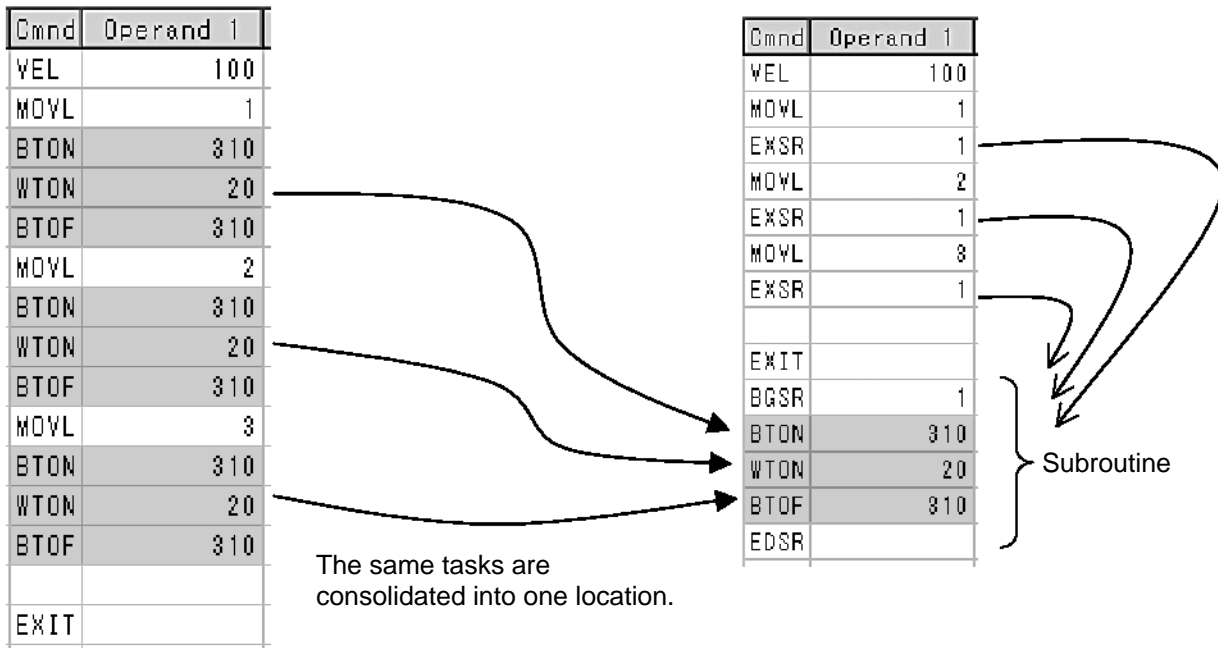 Cmnd Operand 1
VEL 100
MOVL 1
BTON 310
WTON 20
BTOF 310
MOVL 2
BTON 310
WTON 20
BTOF 310
MOVL 3
BTON 310
WTON 20
BTOF 310
EXIT
The same tasks are
consolidated into one location.
Cmnd Operand 1
VEL 100
MOVL 1
EXSR 1
MOVL 2
EXSR 1
MOVL 3
EXSR 1
EXIT
BGSR 1
BTON 310
WTON 20
BTOF 310
EDSR
Subroutine